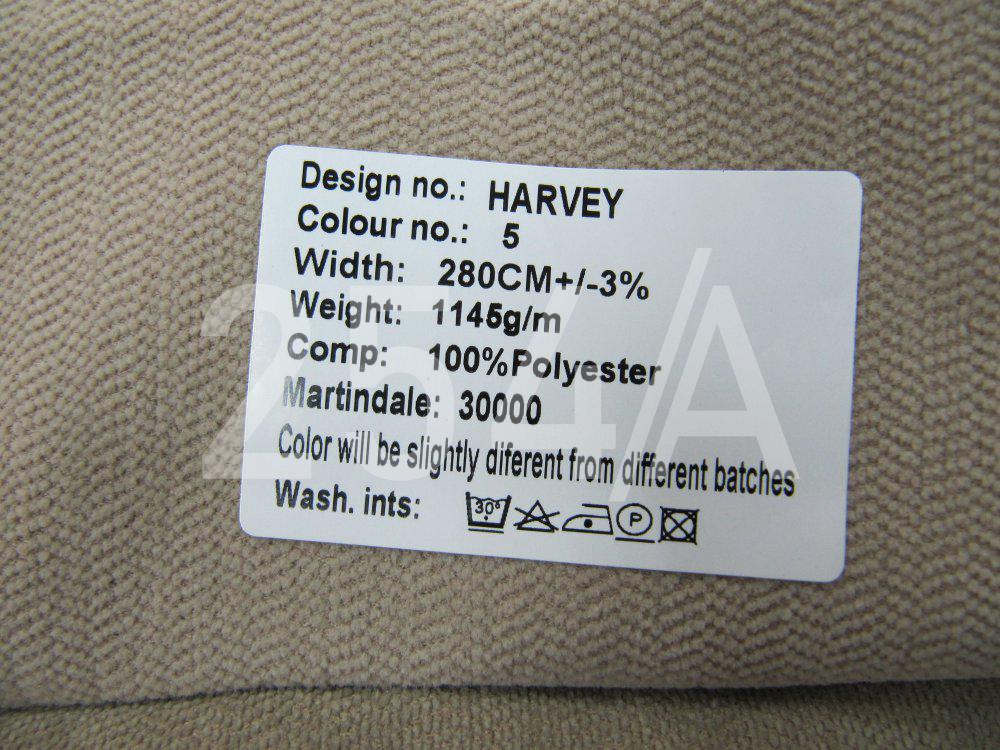 Design no.: HARVEY
Colour no.: 5
Width: 280CM+/-3%
Weight: 1145g/m
Comp: 100%Polyester
Martindale: 30000
Color will be slightly diferent from different batches
Wash. ints: 30° P
254A